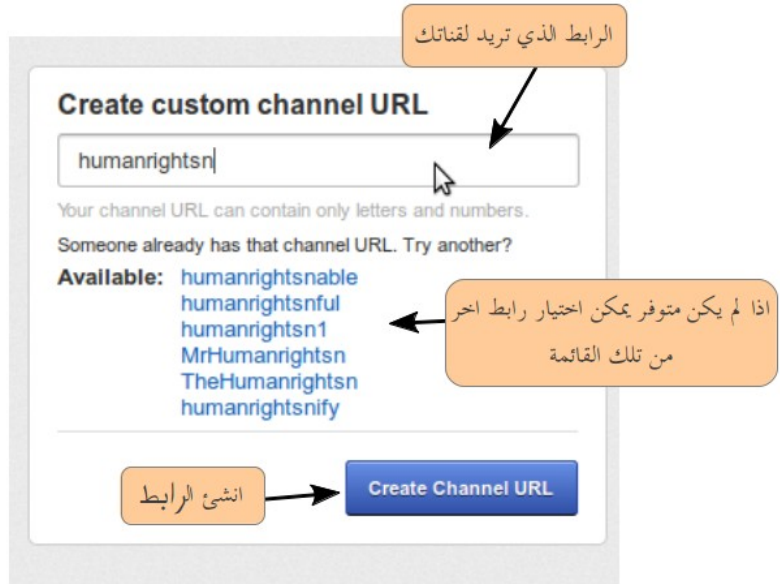 الرابط الذي تريد لقناتك
Create custom channel URL
humanrightsn
Your channel URL can contain only letters and numbers.
Someone already has that channel URL. Try another?
Available: humanrightsnable
humanrightsnful
humanrightsn1
MrHumanrightsn
TheHumanrightsn
humanrightsnify
اذا لم يكن متوفر يمكن اختيار رابط اخر
من تلك القائمة
انشئ الرابط
Create Channel URL